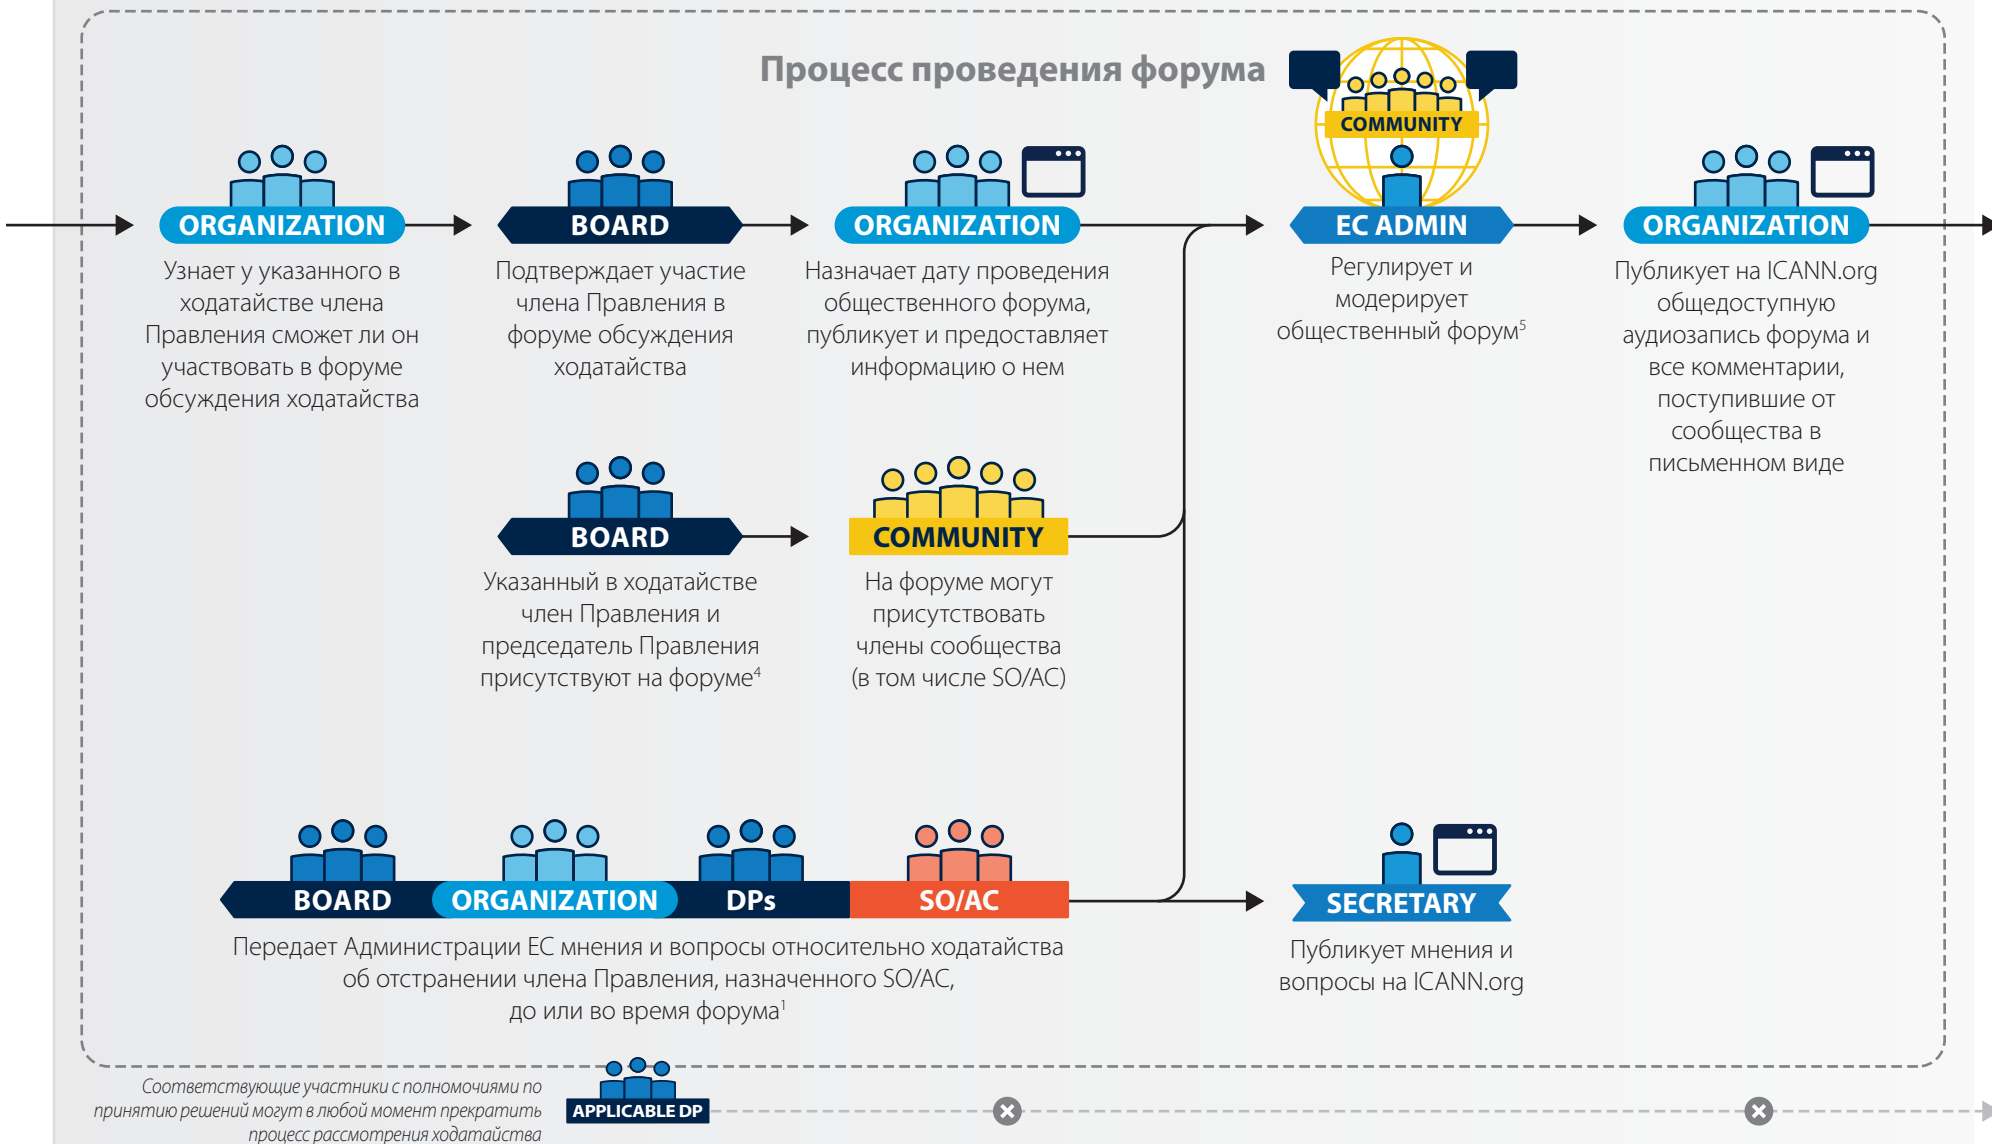 Процесс проведения форума
COMMUNITY
ORGANIZATION
Узнает у указанного в
ходатайстве члена
Правления сможет ли он
участвовать в форуме
обсуждения ходатайства
BOARD
Подтверждает участие
члена Правления в
форуме обсуждения
ходатайства
ORGANIZATION
Назначает дату проведения
общественного форума,
публикует и предоставляет
информацию о нем
EC ADMIN
Регулирует и
модерирует
общественный форум⁵
ORGANIZATION
Публикует на ICANN.org
общедоступную
аудиозапись форума и
все комментарии,
поступившие от
сообщества в
письменном виде
BOARD
Указанный в ходатайстве
член Правления и
председатель Правления
присутствуют на форуме⁴
COMMUNITY
На форуме могут
присутствовать
члены сообщества
(в том числе SO/AC)
BOARD ORGANIZATION DPs SO/AC
Передает Администрации EC мнения и вопросы относительно ходатайства
об отстранении члена Правления, назначенного SO/AC,
до или во время форума¹
SECRETARY
Публикует мнения и
вопросы на ICANN.org
Соответствующие участники с полномочиями по
принятию решений могут в любой момент прекратить
процесс рассмотрения ходатайства
APPLICABLE DP